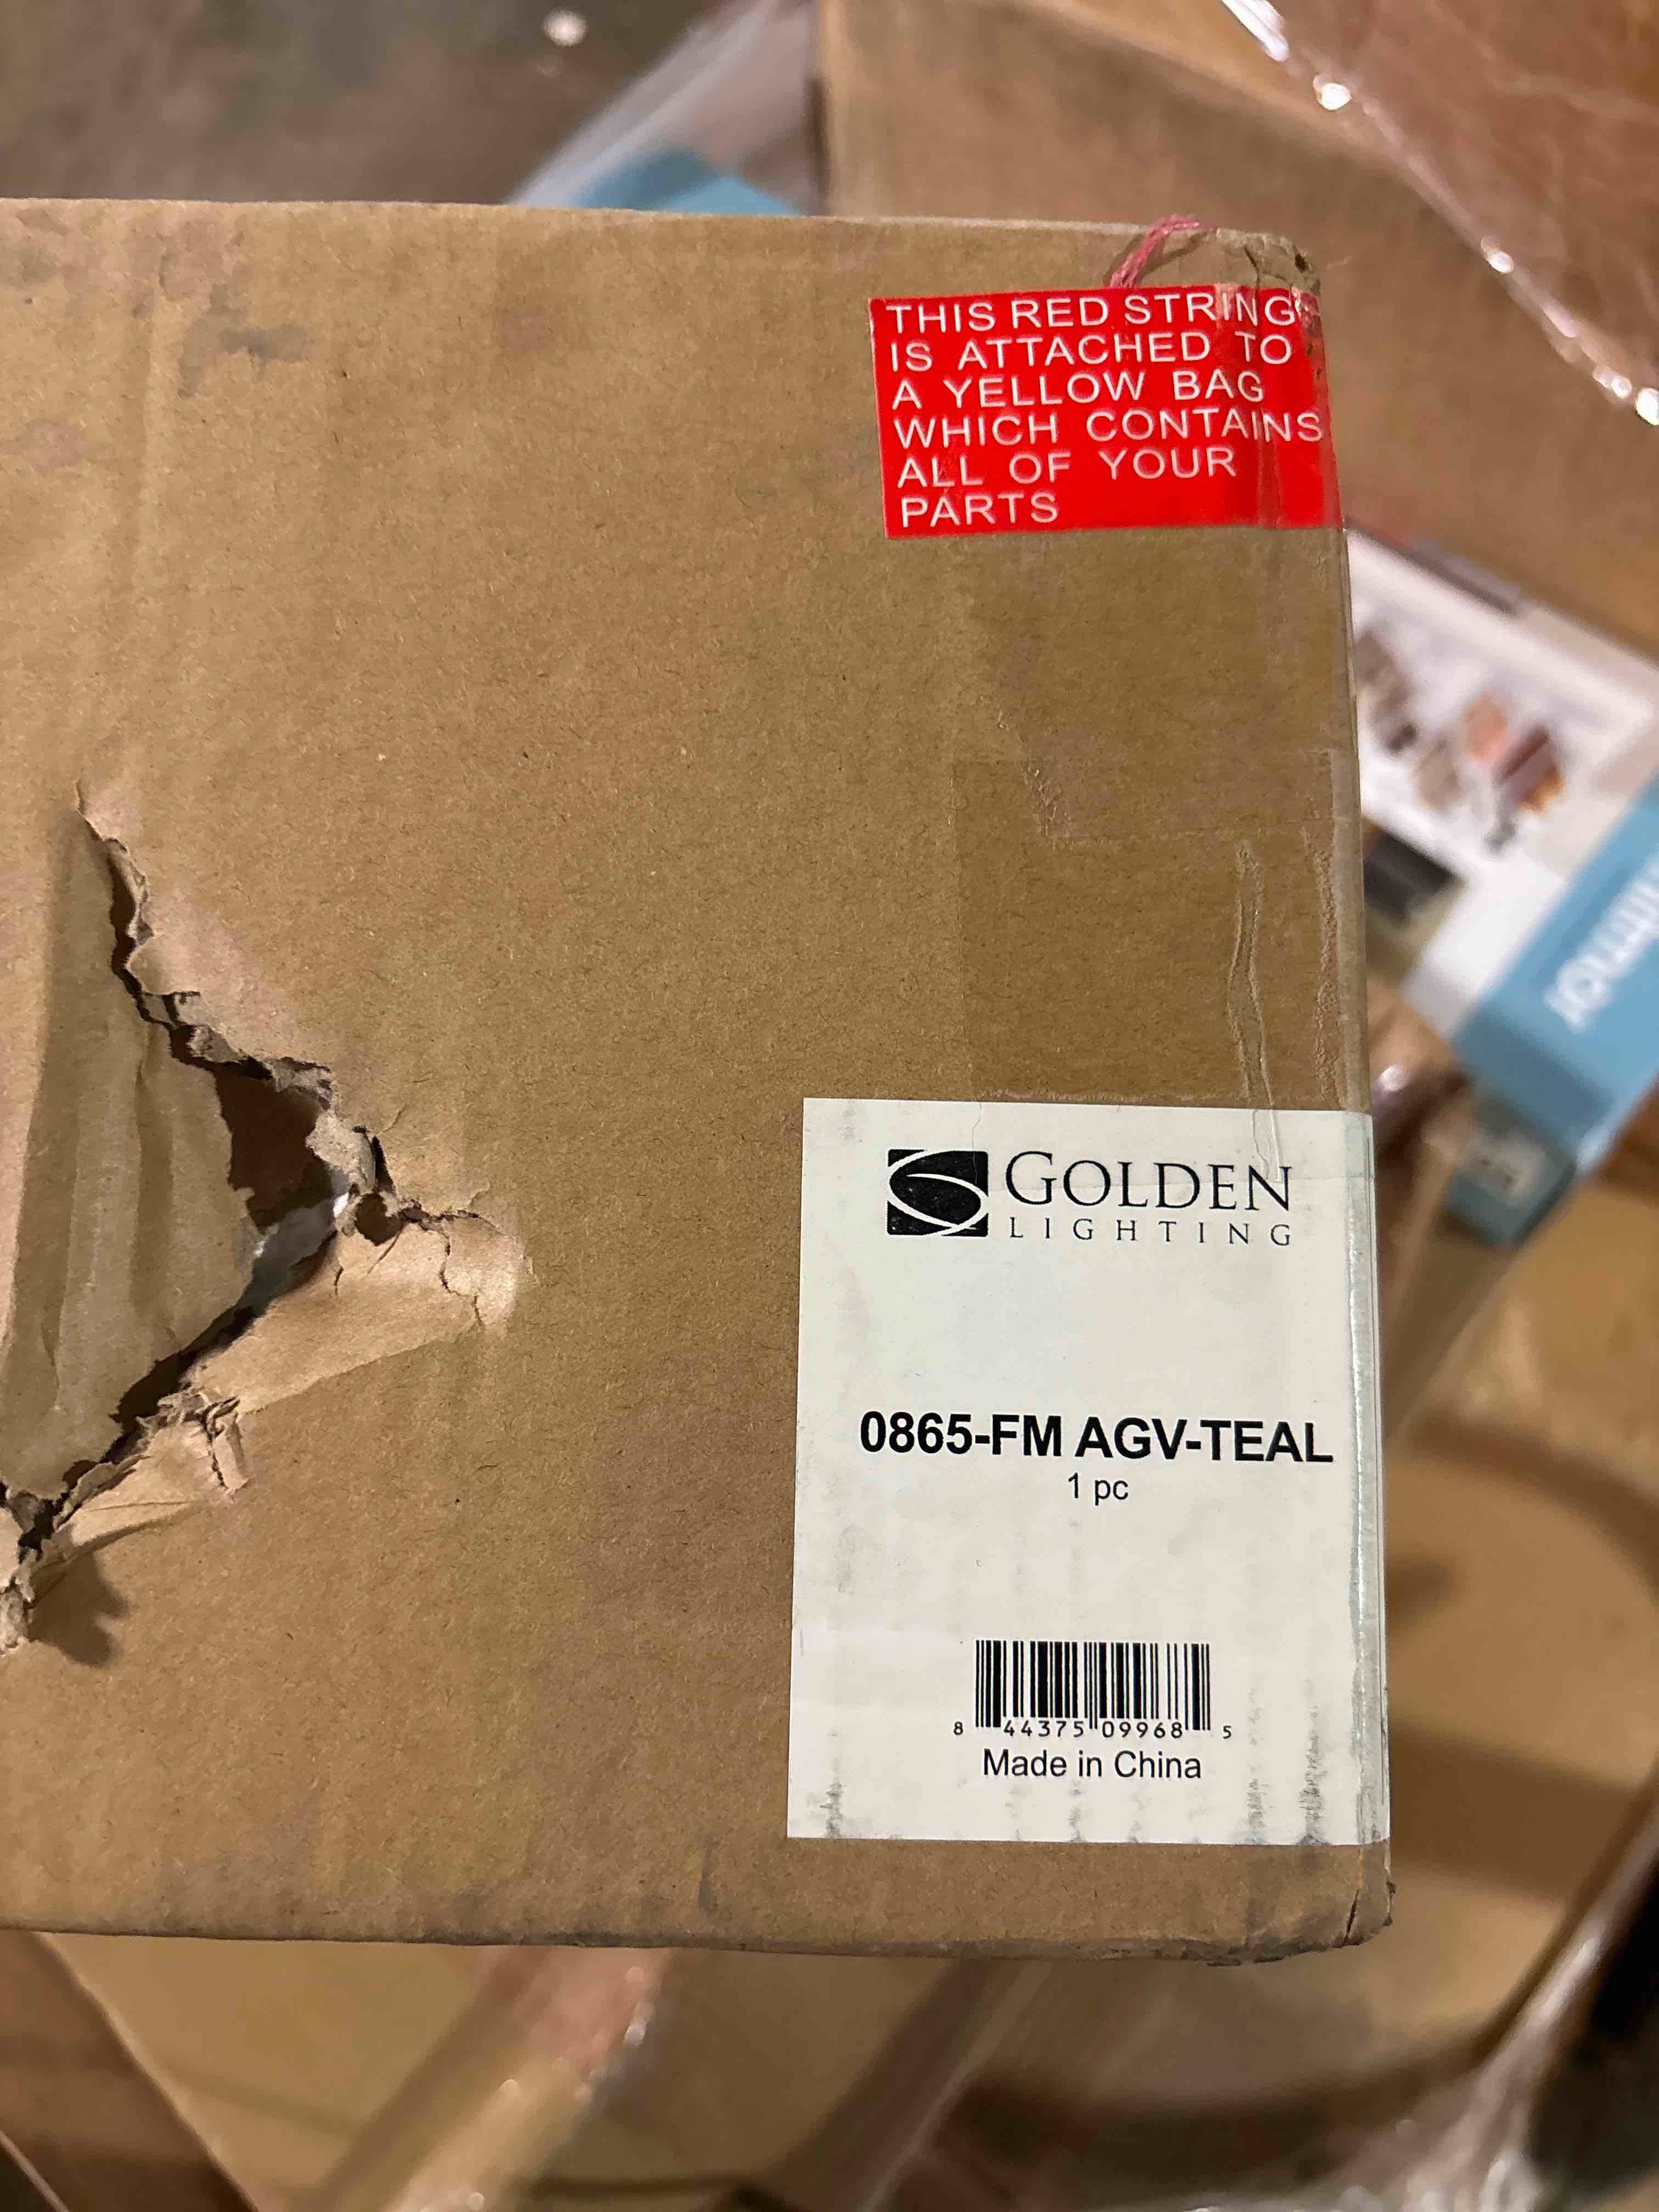 THIS RED STRING
IS ATTACHED TO
A YELLOW BAG
WHICH CONTAINS
ALL OF YOUR
PARTS
GOLDEN
LIGHTING
0865-FM AGV-TEAL
1 pc
8 44375 09968 5
Made in China